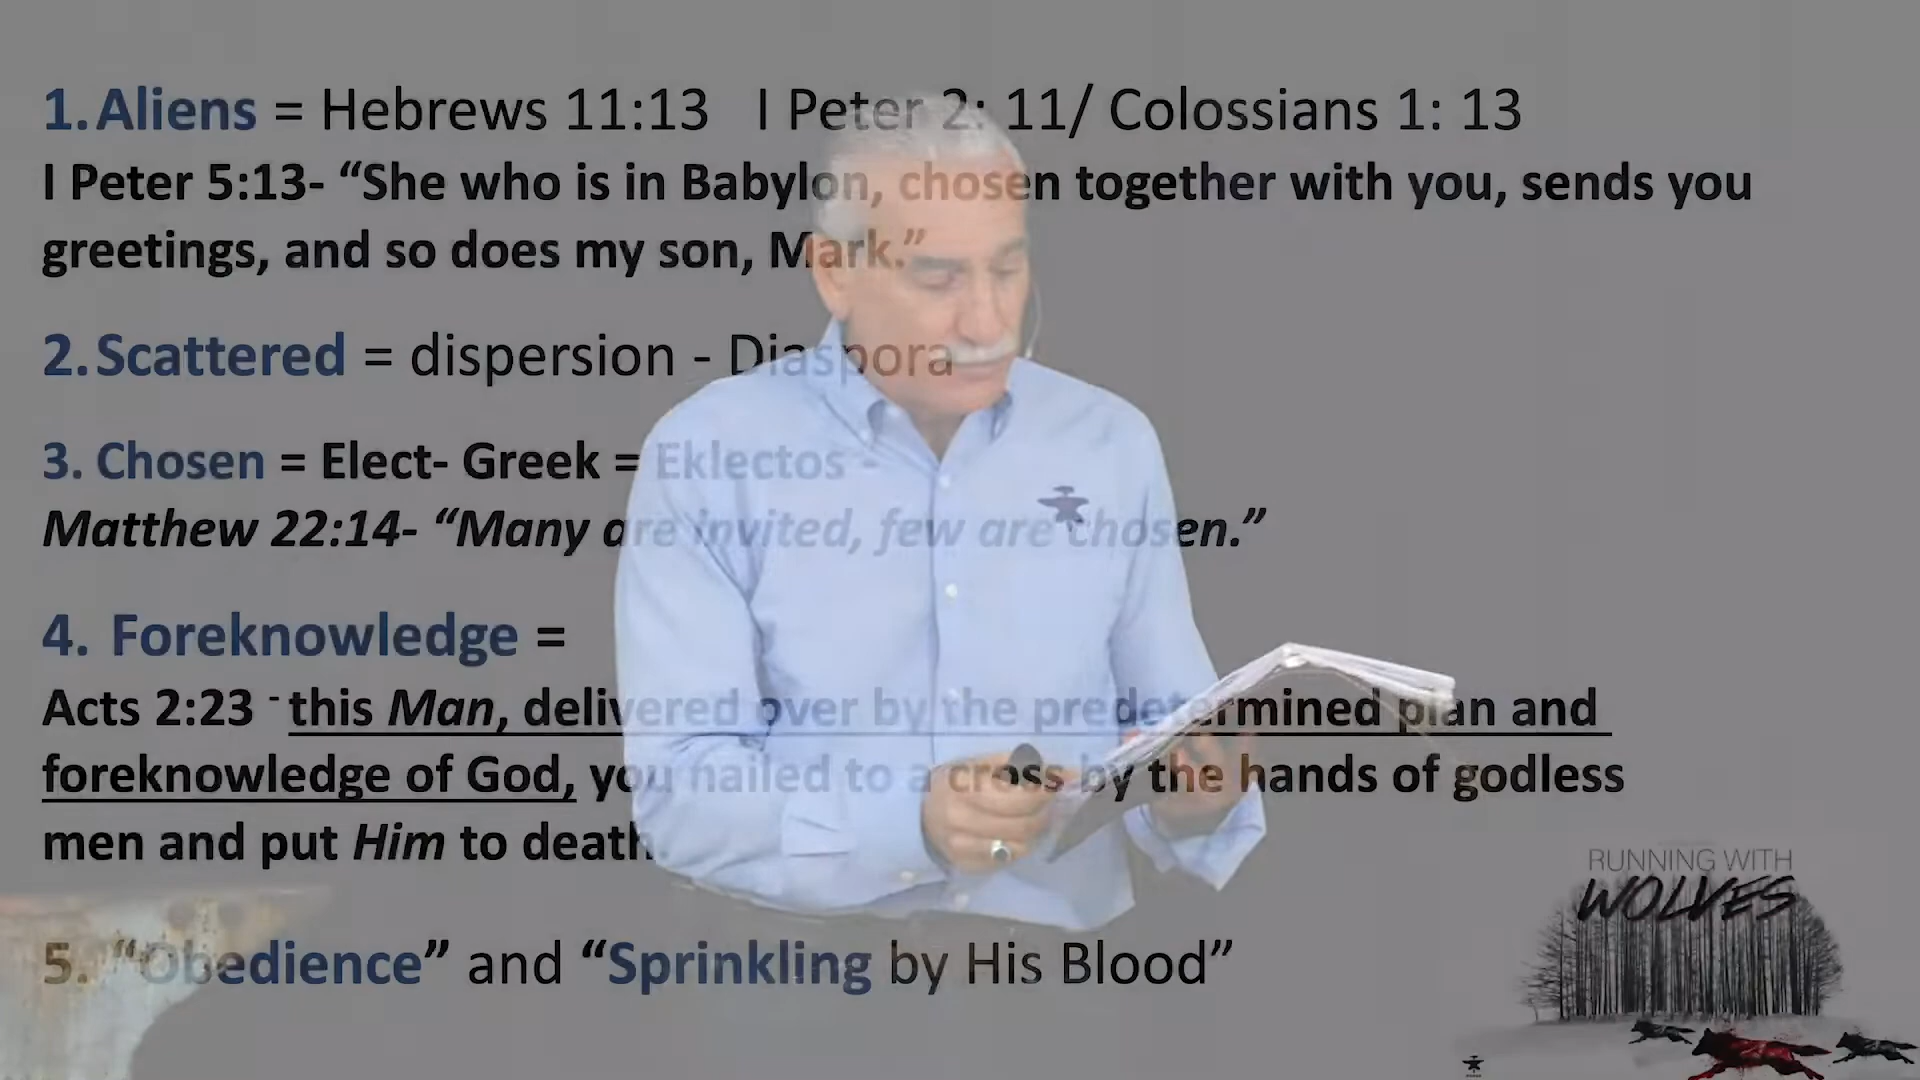 1. Aliens = Hebrews 11:13 I Peter 2: 11/ Colossians 1: 13
I Peter 5:13- “She who is in Babylon, chosen together with you, sends you
greetings, and so does my son, Mark.”
2. Scattered = dispersion - Diaspora
3. Chosen = Elect- Greek = Eklectos -
Matthew 22:14- “Many are invited, few are chosen.”
4. Foreknowledge =
Acts 2:23 - this Man, delivered over by the predetermined plan and
foreknowledge of God, you nailed to a cross by the hands of godless
men and put Him to death.
5. “Obedience” and “Sprinkling by His Blood”
RUNNING WITH
WOLVES